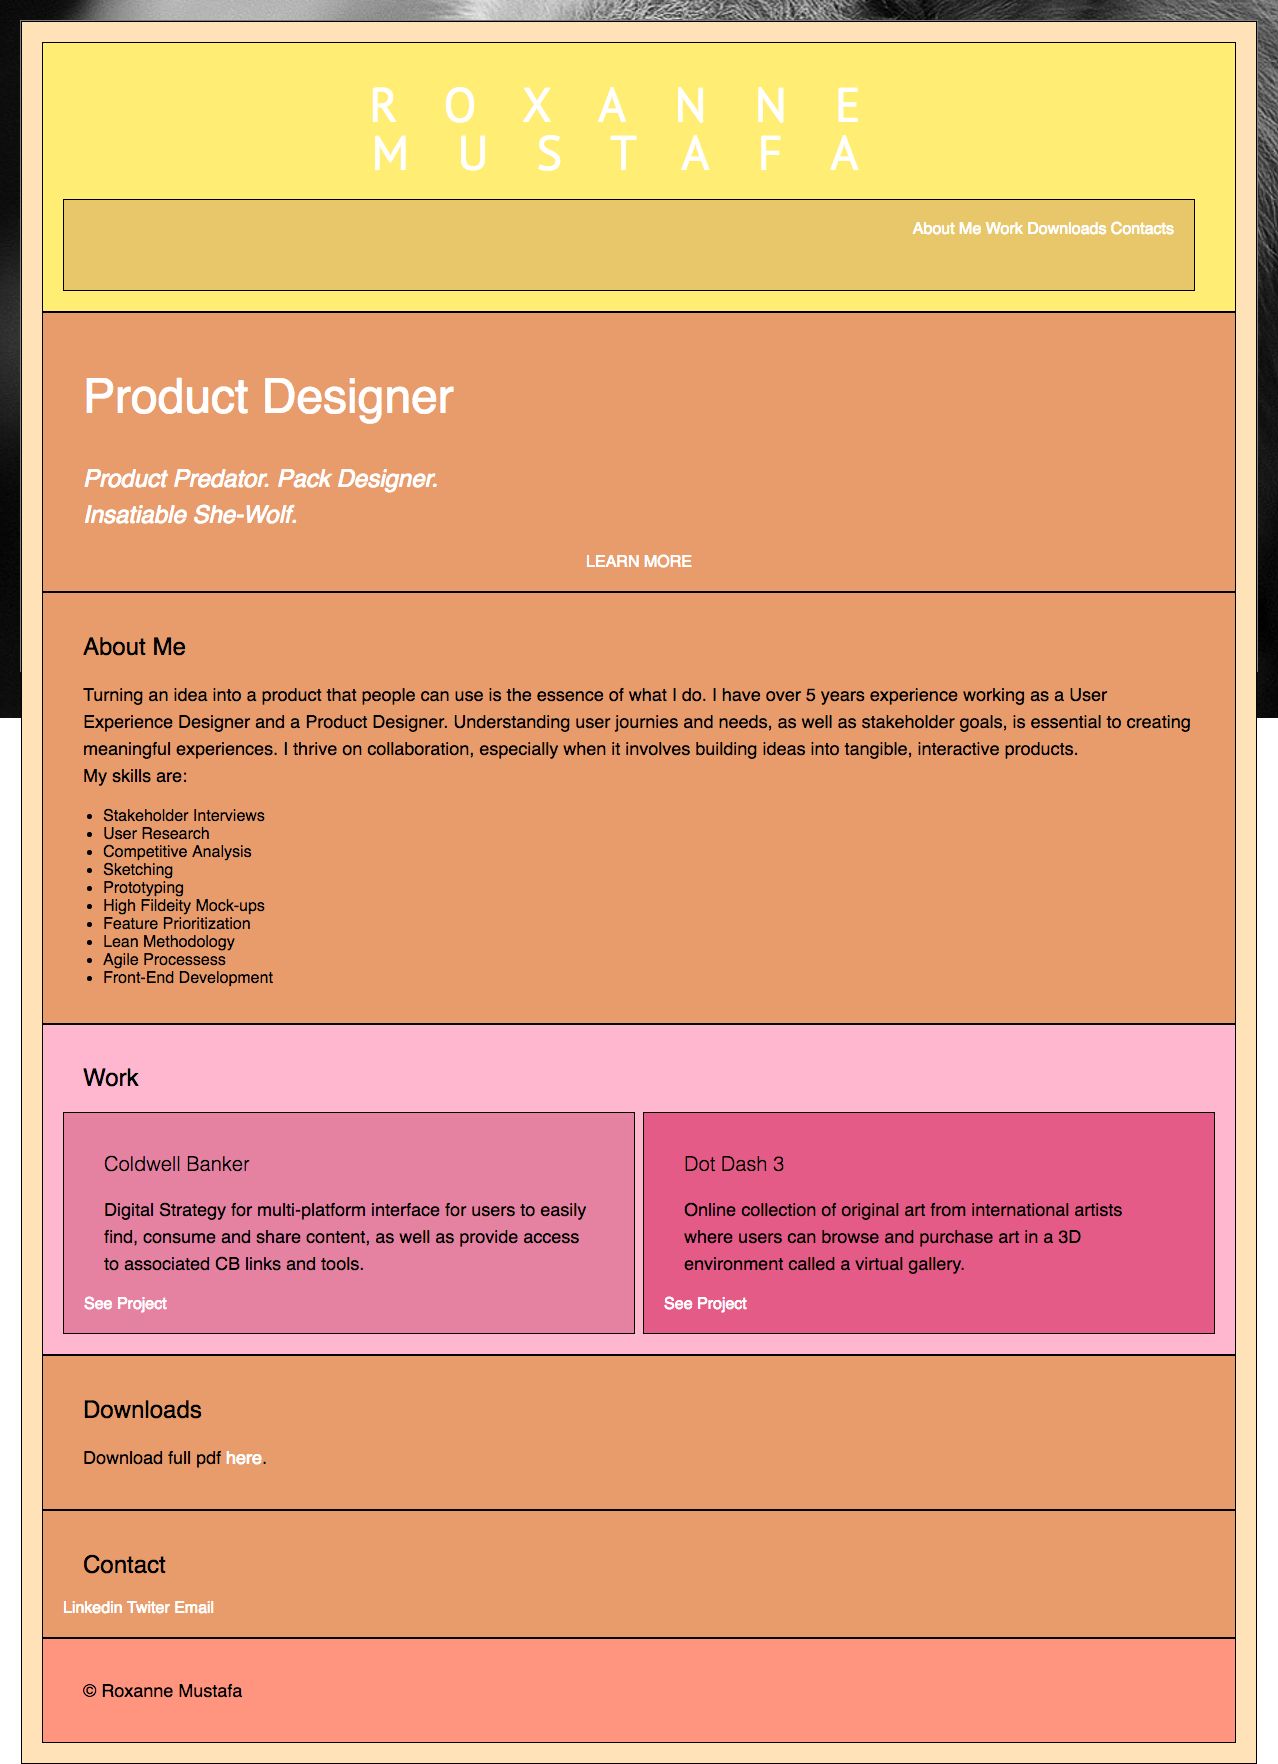 ROXANNE
MUSTAFA
About Me Work Downloads Contacts
Product Designer
Product Predator. Pack Designer.
Insatiable She-Wolf.
LEARN MORE
About Me
Turning an idea into a product that people can use is the essence of what I do. I have over 5 years experience working as a User
Experience Designer and a Product Designer. Understanding user journies and needs, as well as stakeholder goals, is essential to creating
meaningful experiences. I thrive on collaboration, especially when it involves building ideas into tangible, interactive products.
My skills are:
• Stakeholder Interviews
• User Research
• Competitive Analysis
• Sketching
• Prototyping
• High Fildeity Mock-ups
• Feature Prioritization
• Lean Methodology
• Agile Processess
• Front-End Development
Work
Coldwell Banker
Digital Strategy for multi-platform interface for users to easily
find, consume and share content, as well as provide access
to associated CB links and tools.
See Project
Dot Dash 3
Online collection of original art from international artists
where users can browse and purchase art in a 3D
environment called a virtual gallery.
See Project
Downloads
Download full pdf here.
Contact
Linkedin Twiter Email
© Roxanne Mustafa